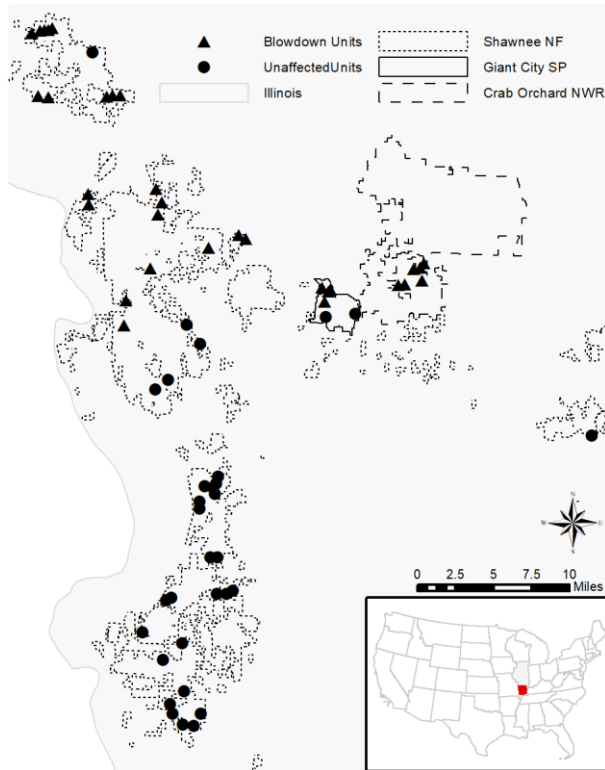 Blowdown Units
UnaffectedUnits
Illinois
Shawnee NF
Giant City SP
Crab Orchard NWR
N
W E
S
0 2.5 5 7.5 10
Miles